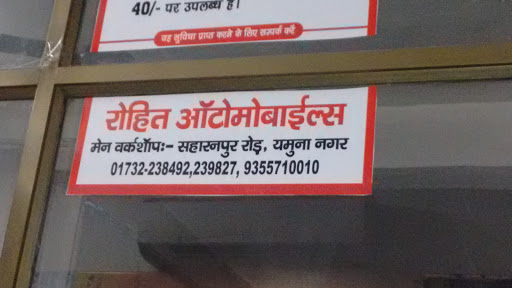 40/- पर उपलब्ध है।
यह सुविधा प्राप्त करने के लिए सम्पर्क करें
रोहित ऑटोमोबाईल्स
मेन वर्कशॉपः- सहारनपुर रोड़, यमुना नगर
01732-238492,239827, 9355710010